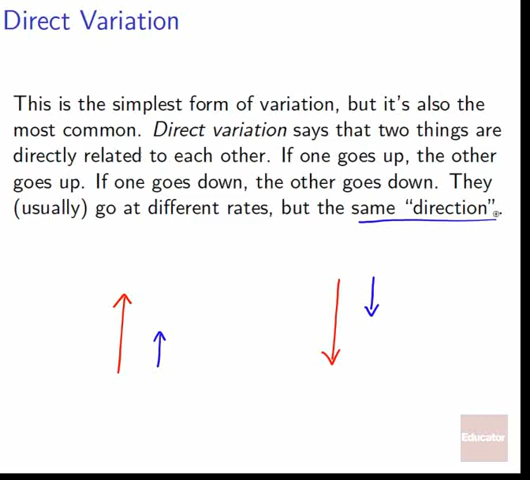 Direct Variation
This is the simplest form of variation, but it's also the
most common. Direct variation says that two things are
directly related to each other. If one goes up, the other
goes up. If one goes down, the other goes down. They
(usually) go at different rates, but the same “direction”.
Educator